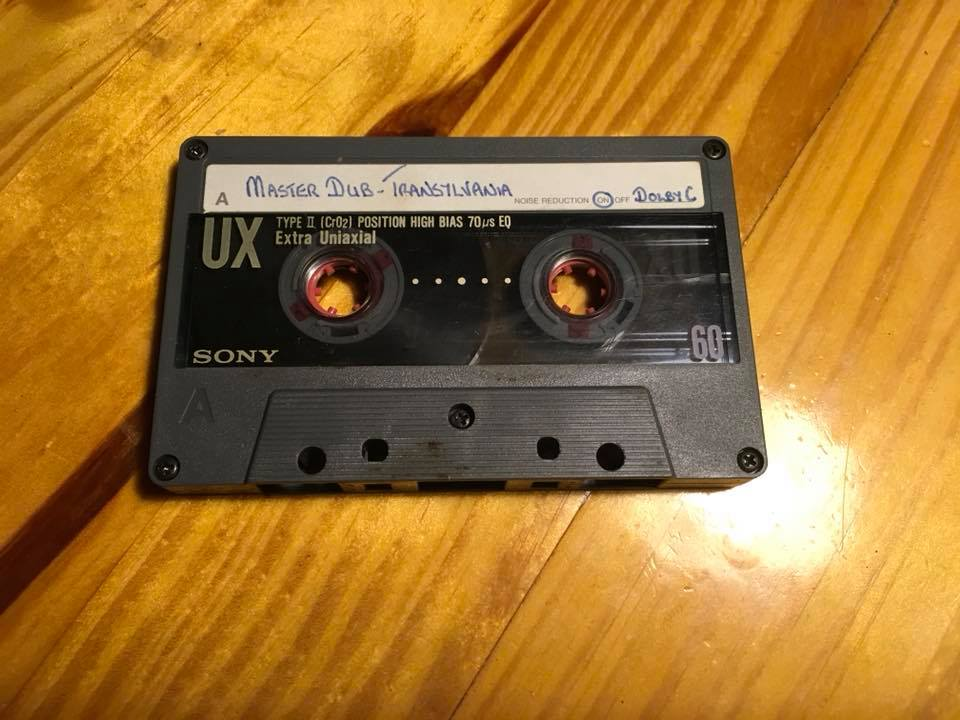 A MASTER DUB - TRANSYLVANIA NOISE REDUCTION ON OFF DOLBY C
UX TYPE II (CrO2) POSITION HIGH BIAS 70µs EQ
Extra Uniaxial
SONY 60
A